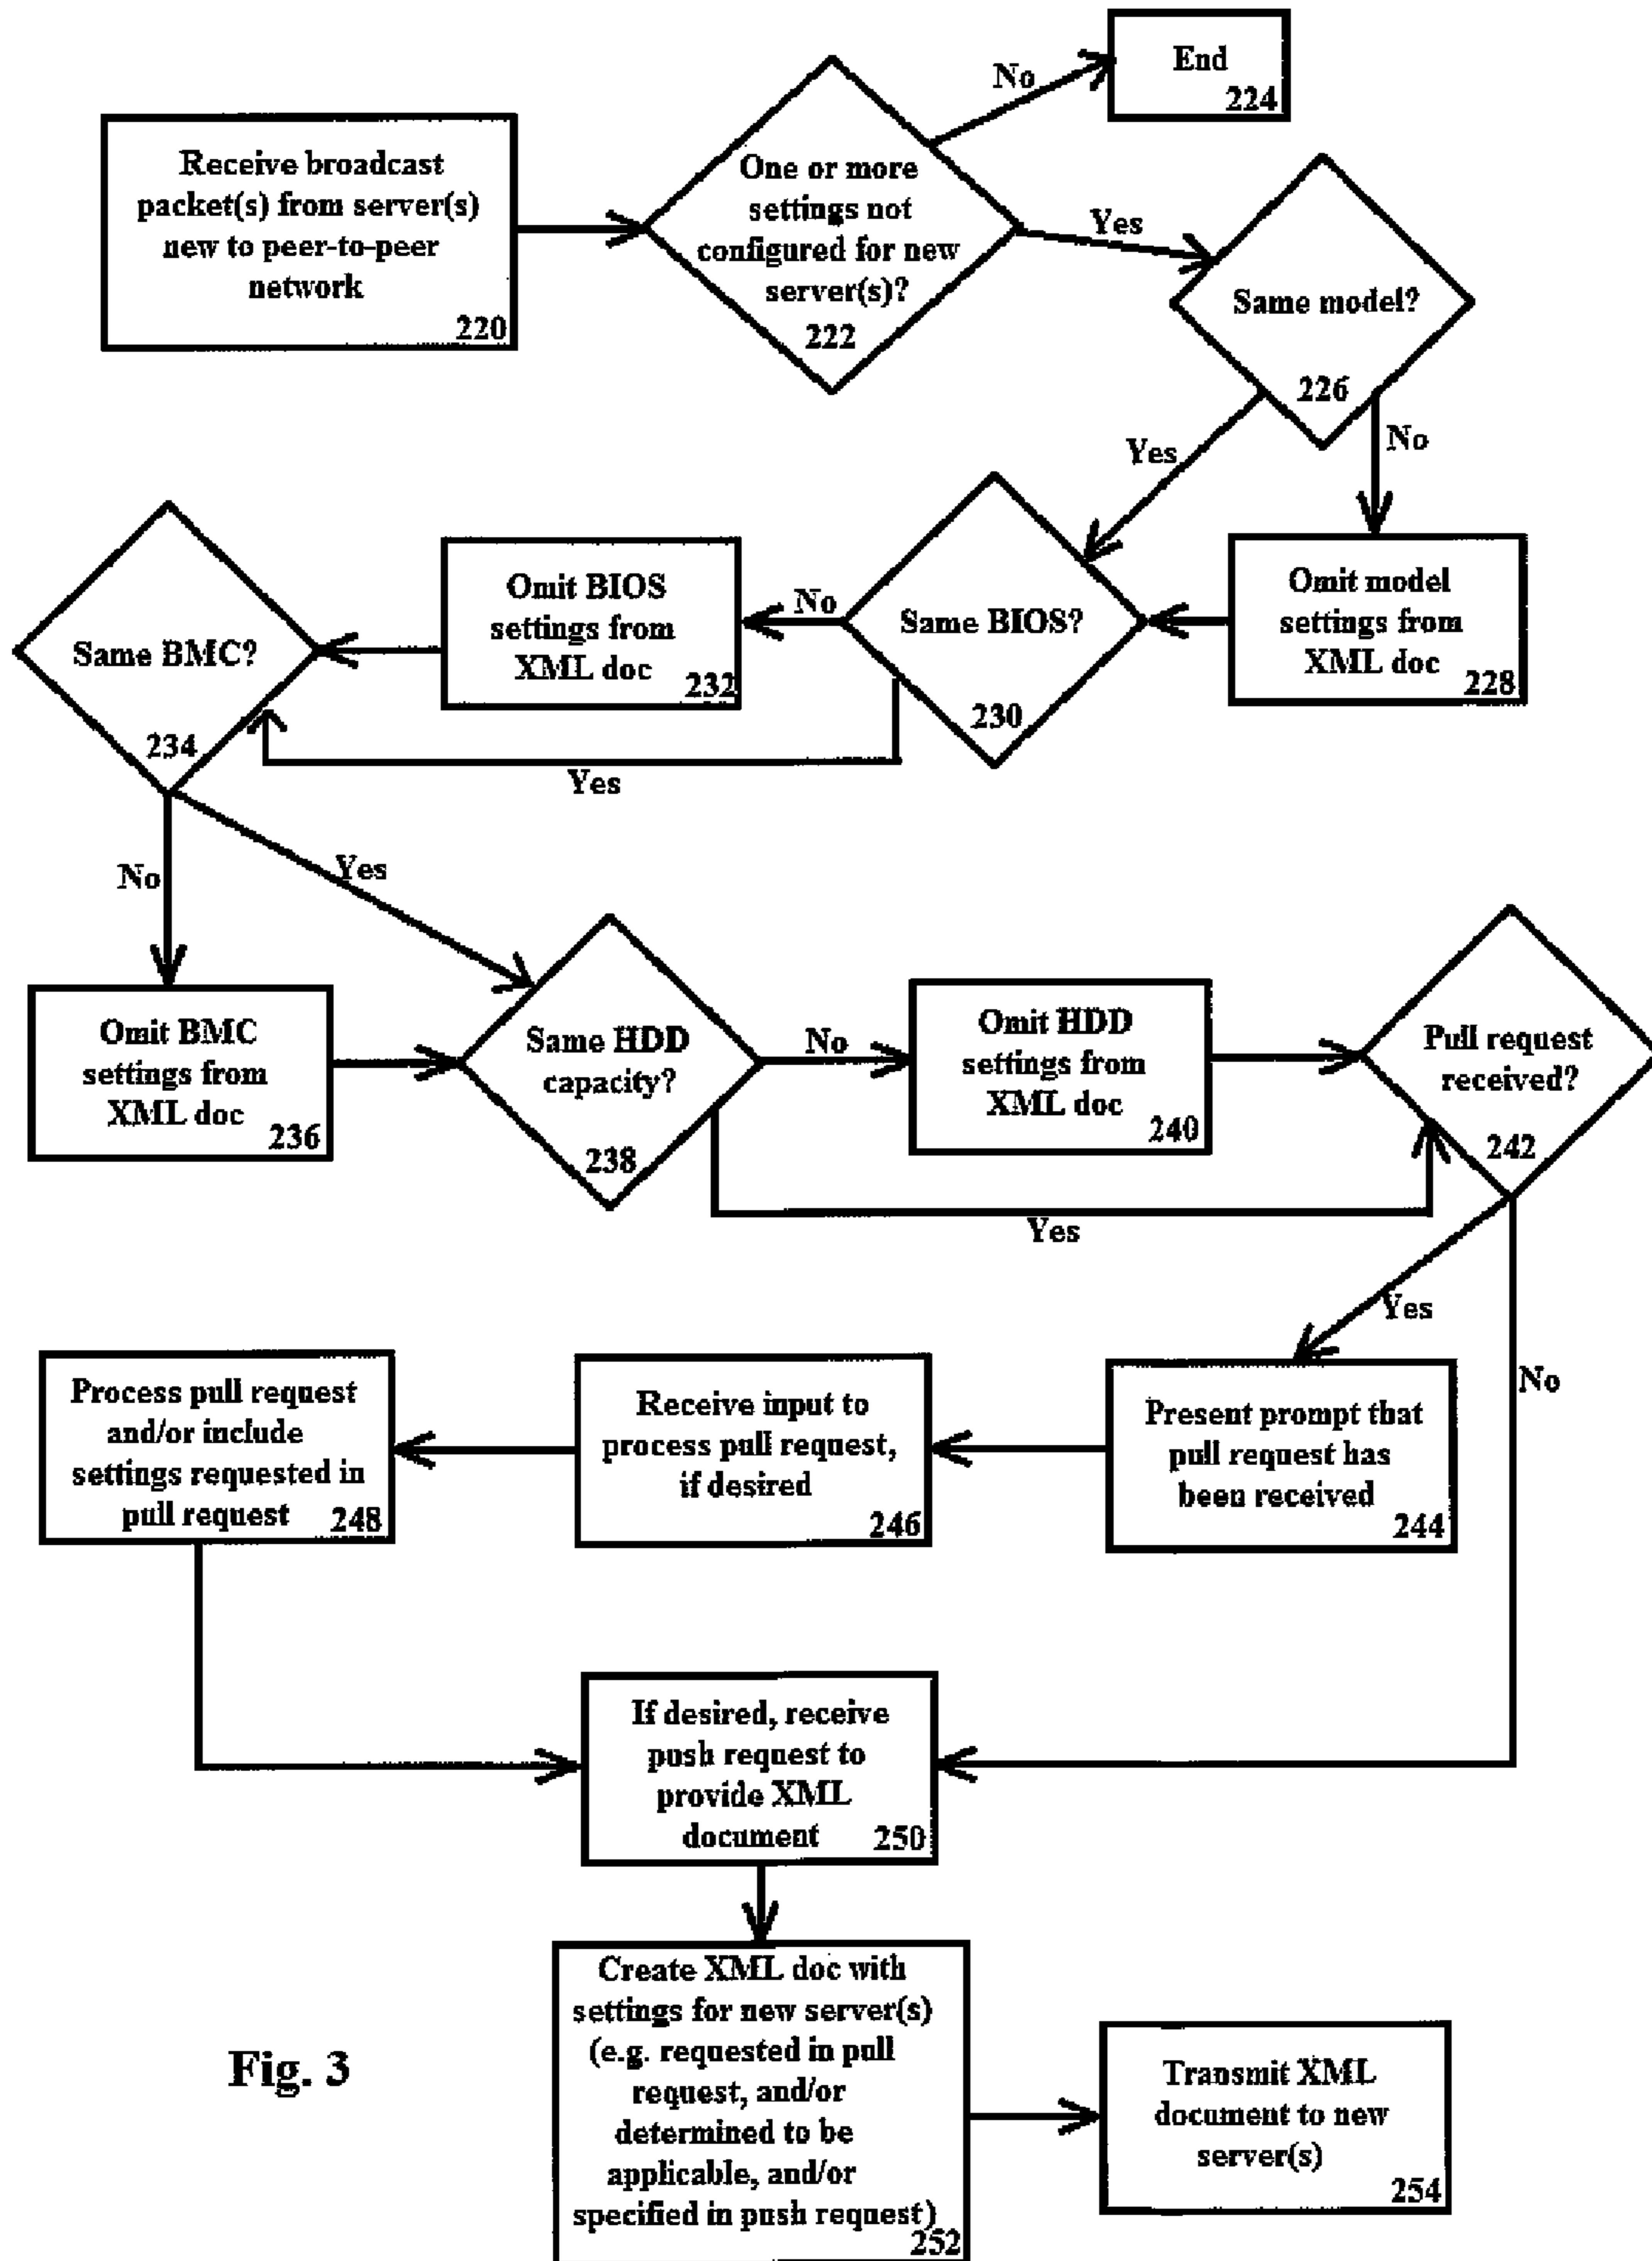 End
224
No
Receive broadcast
packet(s) from server(s)
new to peer-to-peer
network
220
One or more
settings not
configured for new
server(s)?
222
Yes
Same model?
226
Yes
No
Omit model
settings from
XML doc
228
Same BIOS?
230
No
Omit BIOS
settings from
XML doc
232
Yes
Same BMC?
234
No
Yes
Omit BMC
settings from
XML doc
236
Same HDD
capacity?
238
No
Omit HDD
settings from
XML doc
240
Yes
Pull request
received?
242
Yes
No
Present prompt that
pull request has
been received
244
Receive input to
process pull request,
if desired
246
Process pull request
and/or include
settings requested in
pull request
248
If desired, receive
push request to
provide XML
document
250
Create XML doc with
settings for new server(s)
(e.g. requested in pull
request, and/or
determined to be
applicable, and/or
specified in push request)
252
Transmit XML
document to new
server(s)
254
Fig. 3